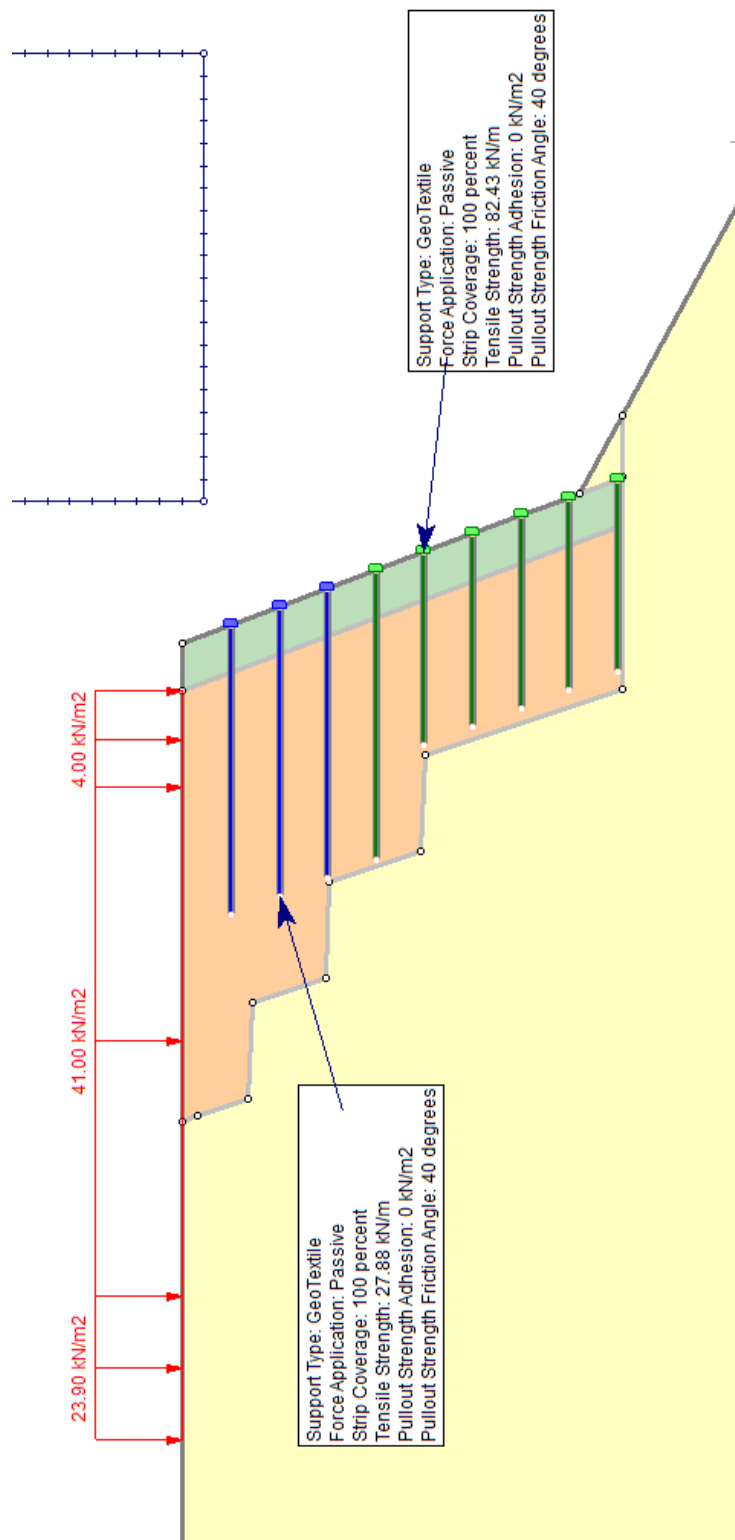 23.90 kN/m2
41.00 kN/m2
4.00 kN/m2
Support Type: GeoTextile
Force Application: Passive
Strip Coverage: 100 percent
Tensile Strength: 27.88 kN/m
Pullout Strength Adhesion: 0 kN/m2
Pullout Strength Friction Angle: 40 degrees
Support Type: GeoTextile
Force Application: Passive
Strip Coverage: 100 percent
Tensile Strength: 82.43 kN/m
Pullout Strength Adhesion: 0 kN/m2
Pullout Strength Friction Angle: 40 degrees